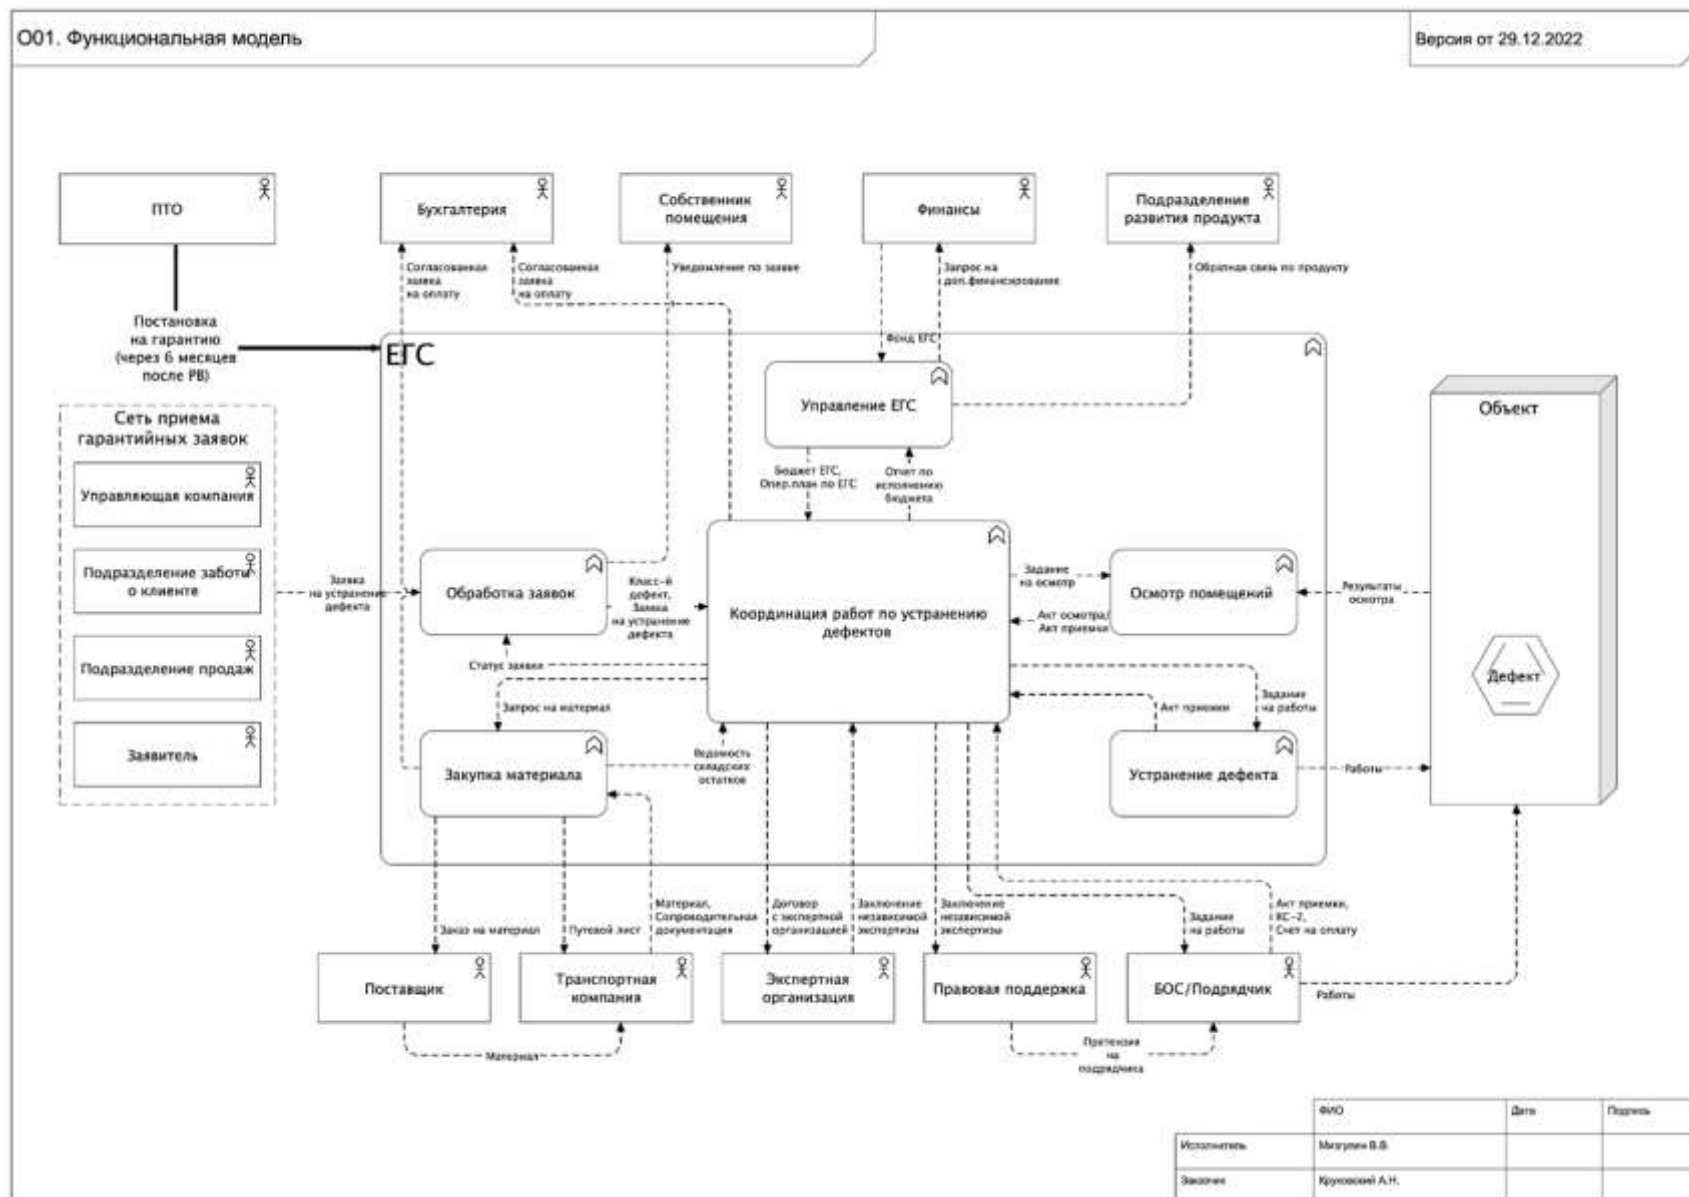 О01. Функциональная модель
Версия от 29.12.2022
ПТО
Бухгалтерия
Собственник
помещения
Финансы
Подразделение
развития продукта
Согласованная
заявка
на оплату
Согласованная
заявка
на оплату
Уведомление по заявке
Запрос на
доп.финансирование
Обратная связь по продукту
Постановка
на гарантию
(через 6 месяцев
после РВ)
ЕГС
Фонд ЕГС
Управление ЕГС
Объект
Сеть приема
гарантийных заявок
Управляющая компания
Подразделение заботы
о клиенте
Подразделение продаж
Заявитель
Бюджет ЕГС,
Опер.план по ЕГС
Отчет по
исполнению
бюджета
Заявка
на устранение
дефекта
Обработка заявок
Класс-й
дефект,
Заявка
на устранение
дефекта
Координация работ по устранению
дефектов
Задание
на осмотр
Акт осмотра/
Акт приемки
Осмотр помещений
Результаты
осмотра
Дефект
Статус заявки
Запрос на материал
Акт приемки
Задание
на работы
Закупка материала
Ведомость
складских
остатков
Устранение дефекта
Работы
Заказ на материал
Путевой лист
Материал,
Сопроводительная
документация
Договор
с экспертной
организацией
Заключение
независимой
экспертизы
Заключение
независимой
экспертизы
Задание
на работы
Акт приемки,
КС-2,
Счет на оплату
Поставщик
Транспортная
компания
Экспертная
организация
Правовая поддержка
БОС/Подрядчик
Работы
Материал
Претензия
на
подрядчика
ФИО
Дата
Подпись
Исполнитель
Мизгулин В.В.
Заказчик
Круковский А.Н.